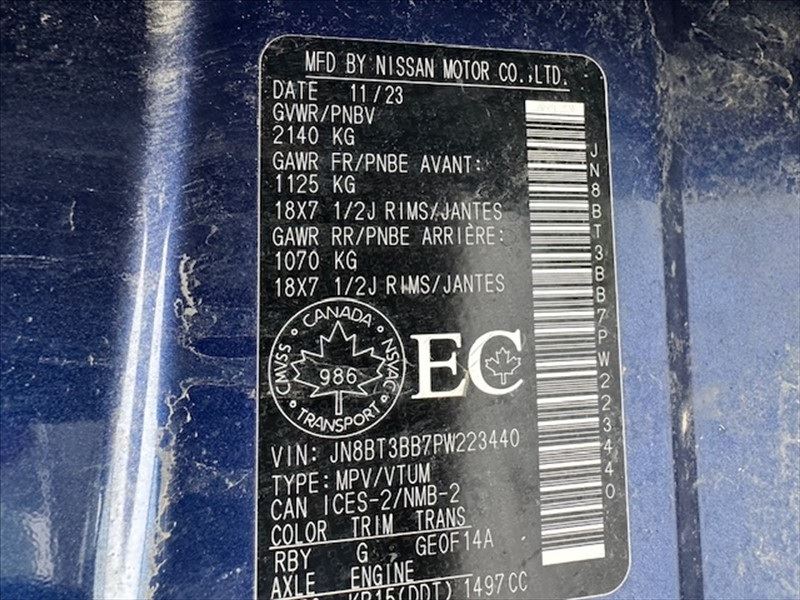 MFD BY NISSAN MOTOR CO.,LTD.
DATE 11/23
GVWR/PNBV
2140 KG
GAWR FR/PNBE AVANT:
1125 KG
18X7 1/2J RIMS/JANTES
GAWR RR/PNBE ARRIÈRE:
1070 KG
18X7 1/2J RIMS/JANTES
CANADA
CMVSS NSVAC
986
TRANSPORT
EC
VIN: JN8BT3BB7PW223440
TYPE: MPV/VTUM
CAN ICES-2/NMB-2
COLOR TRIM TRANS
RBY G GE0F14A
AXLE ENGINE
KR15(DDT) 1497CC
JN8BT3BB7PW223440